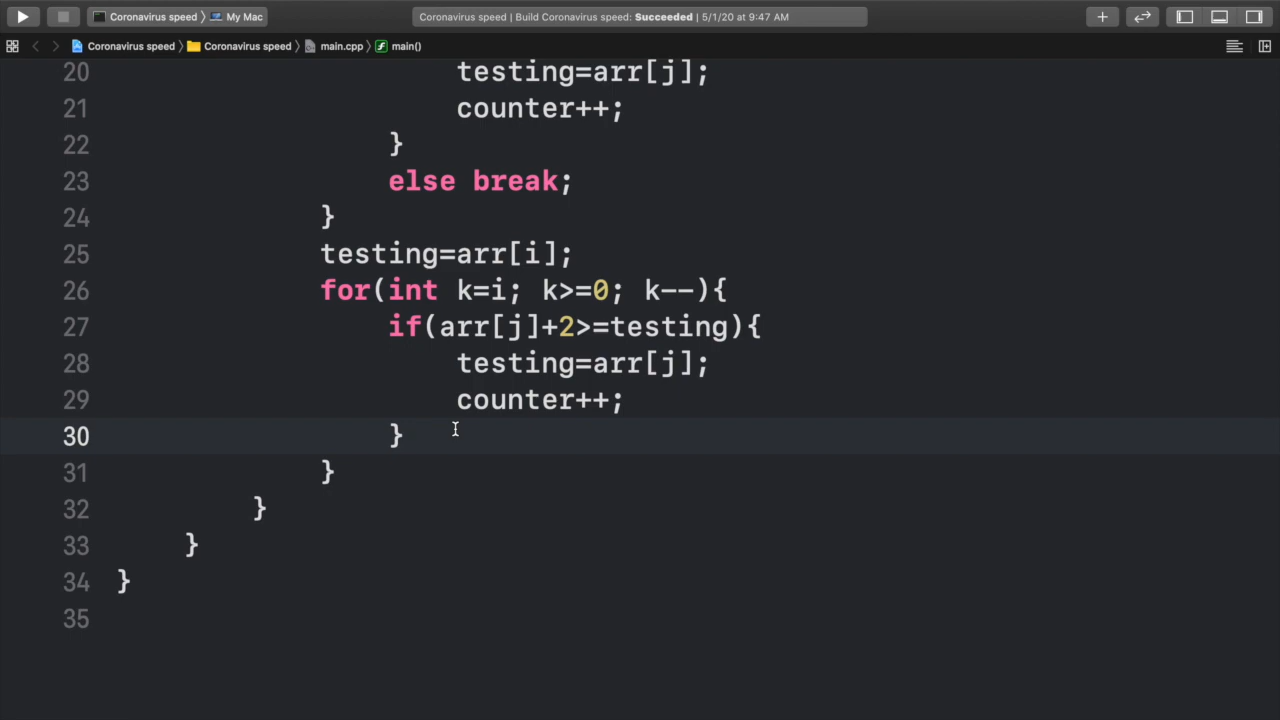 Coronavirus speed 〉 My Mac
Coronavirus speed | Build Coronavirus speed: Succeeded | 5/1/20 at 9:47 AM
Coronavirus speed 〉 Coronavirus speed 〉 main.cpp 〉 main()
20 testing=arr[j];
21 counter++;
22 }
23 else break;
24 }
25 testing=arr[i];
26 for(int k=i; k>=0; k--){
27 if(arr[j]+2>=testing){
28 testing=arr[j];
29 counter++;
30 }
31 }
32 }
33 }
34 }
35